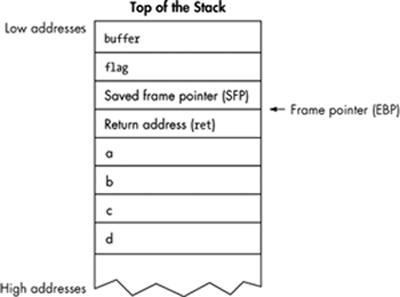 Top of the Stack
Low addresses
buffer
flag
Saved frame pointer (SFP)
Frame pointer (EBP)
Return address (ret)
a
b
c
d
High addresses